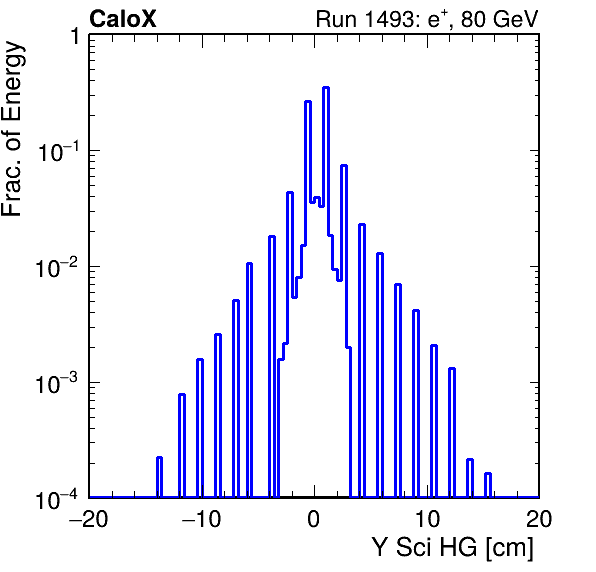 CaloX Run 1493: e⁺, 80 GeV
Frac. of Energy
1
10⁻¹
10⁻²
10⁻³
10⁻⁴
−20 −10 0 10 20
Y Sci HG [cm]